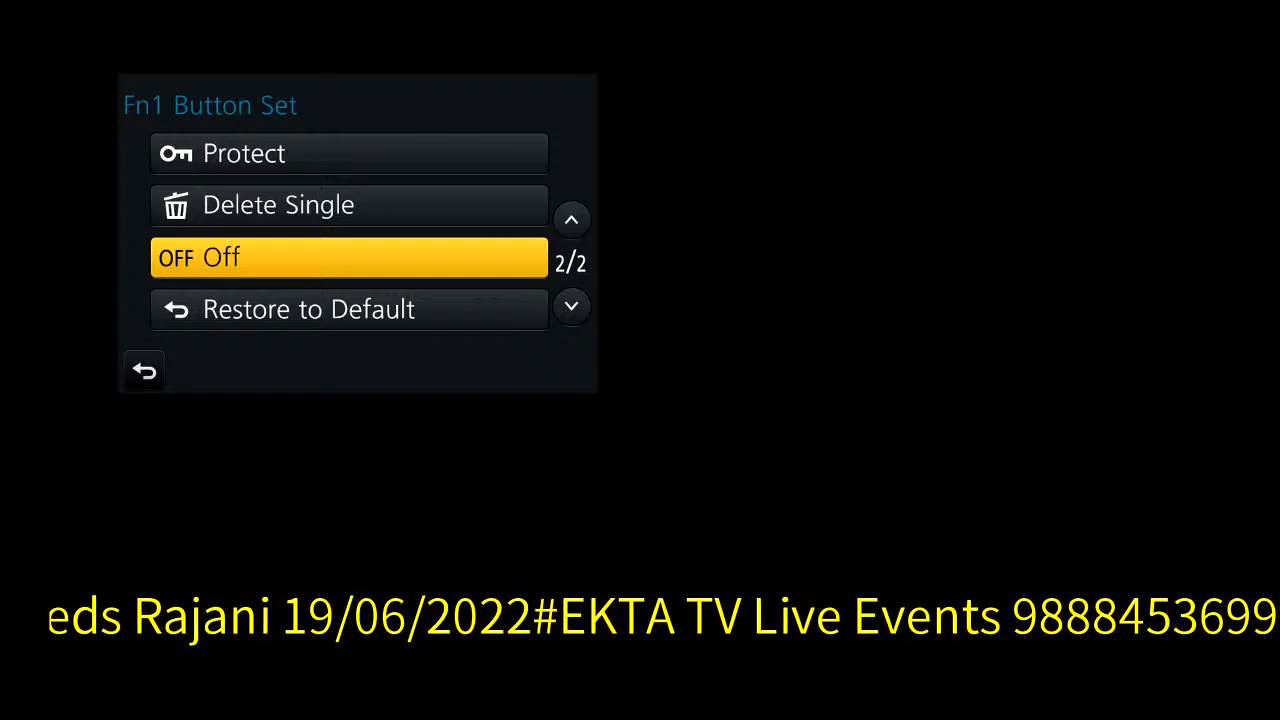 Fn1 Button Set
Protect
Delete Single
OFF Off
2/2
Restore to Default
eds Rajani 19/06/2022#EKTA TV Live Events 9888453699